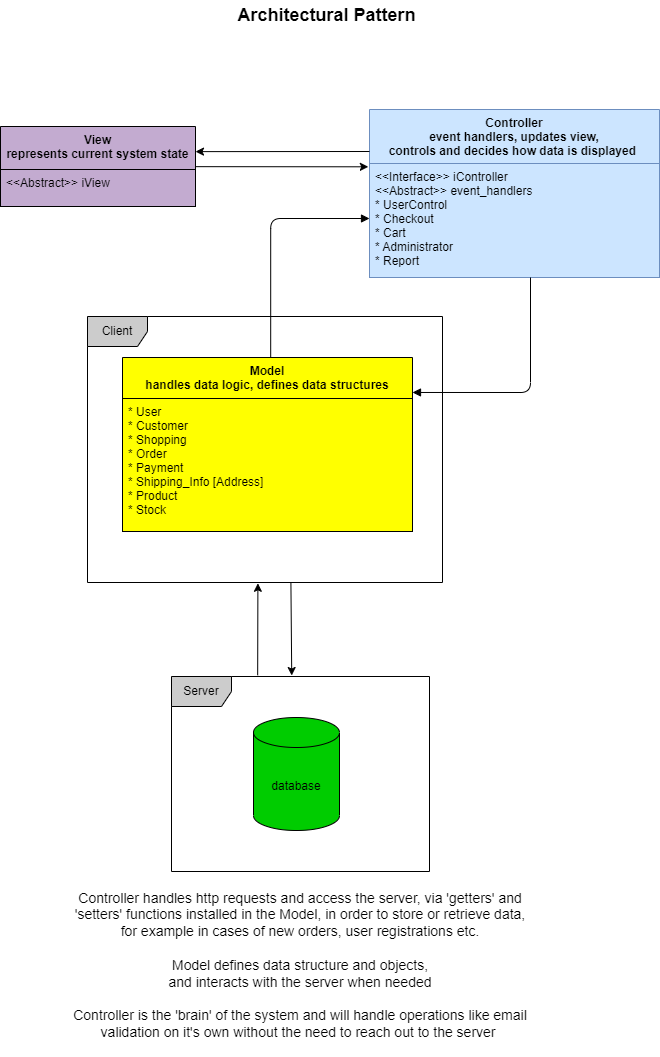 Architectural Pattern
View
represents current system state
<<Abstract>> iView
Controller
event handlers, updates view,
controls and decides how data is displayed
<<Interface>> iController
<<Abstract>> event_handlers
* UserControl
* Checkout
* Cart
* Administrator
* Report
Client
Model
handles data logic, defines data structures
* User
* Customer
* Shopping
* Order
* Payment
* Shipping_Info [Address]
* Product
* Stock
Server
database
Controller handles http requests and access the server, via 'getters' and
'setters' functions installed in the Model, in order to store or retrieve data,
for example in cases of new orders, user registrations etc.
Model defines data structure and objects,
and interacts with the server when needed
Controller is the 'brain' of the system and will handle operations like email
validation on it's own without the need to reach out to the server